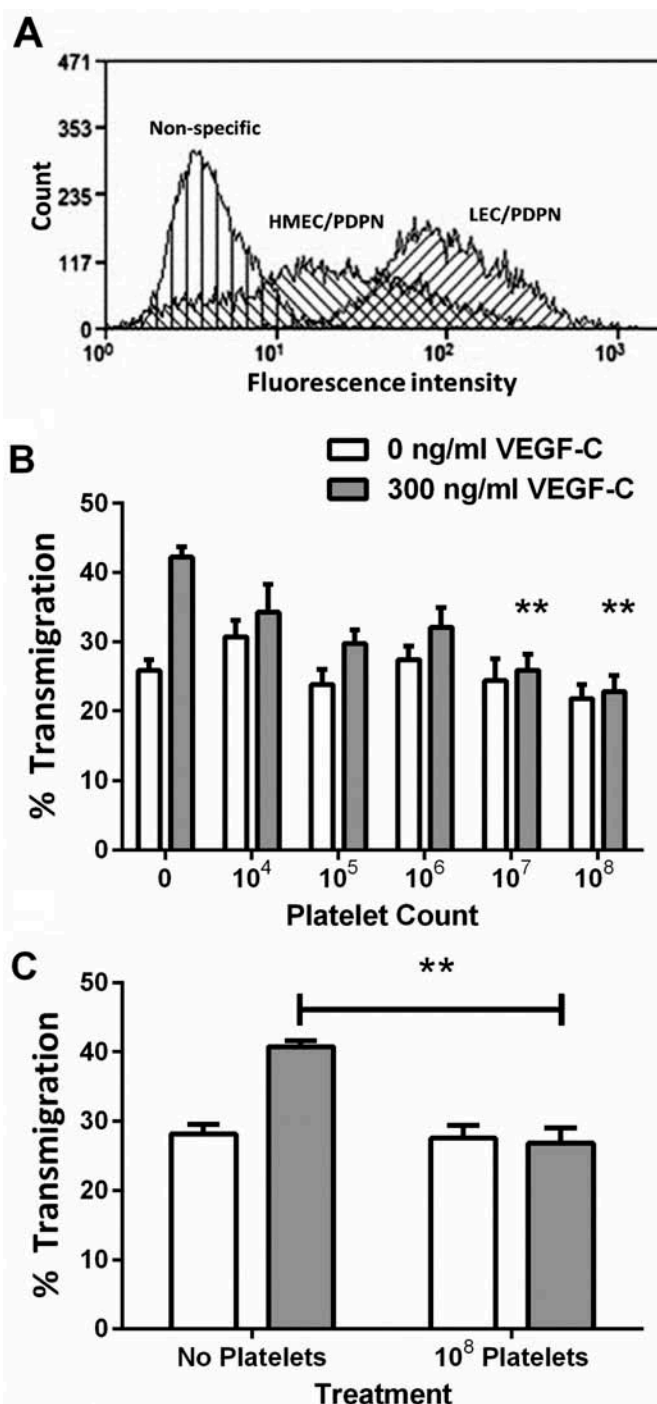 A
471
353
235
117
0
Count
Non-specific
HMEC/PDPN
LEC/PDPN
10⁰
10¹
10²
10³
Fluorescence intensity
B
0 ng/ml VEGF-C
300 ng/ml VEGF-C
50
40
30
20
10
0
% Transmigration
**
**
0
10⁴
10⁵
10⁶
10⁷
10⁸
Platelet Count
C
50
40
30
20
10
0
% Transmigration
**
No Platelets
10⁸ Platelets
Treatment